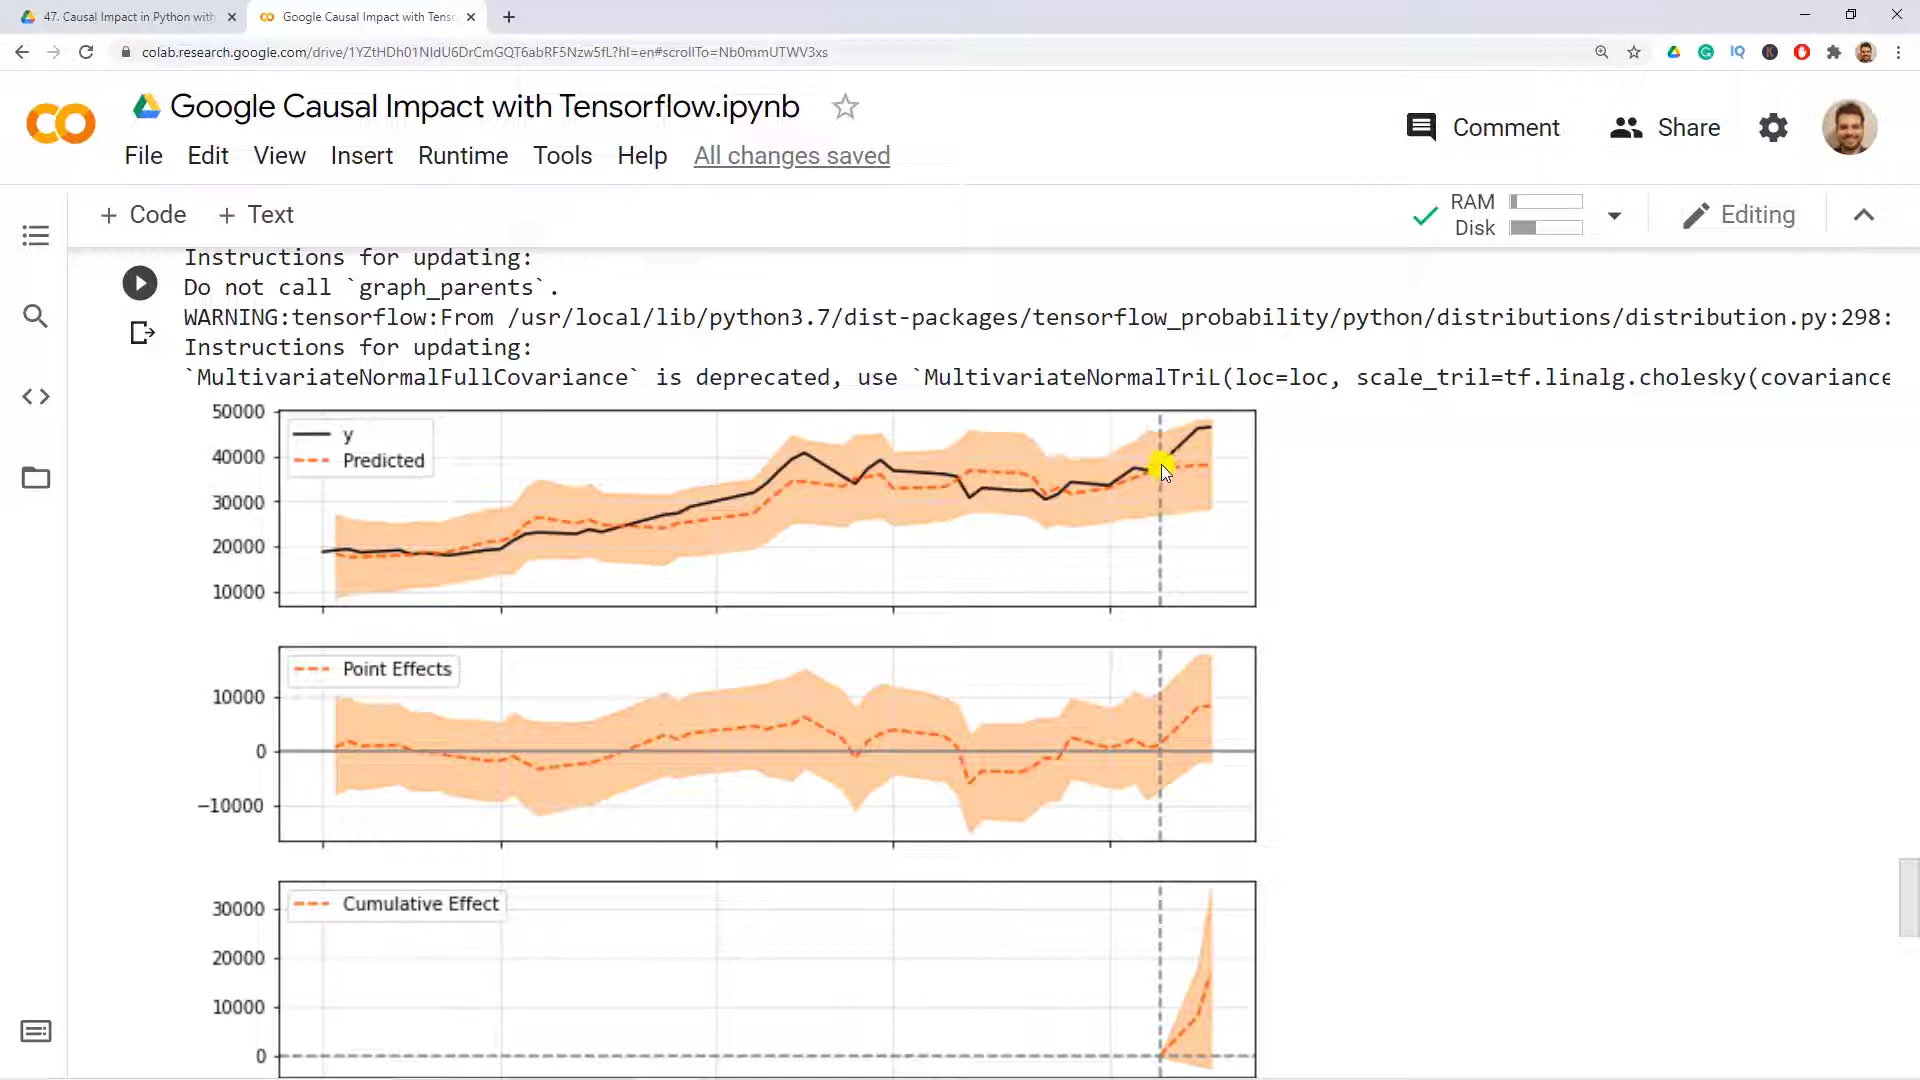 47. Causal Impact in Python with
Google Causal Impact with Tenso
colab.research.google.com/drive/1YZtHDh01NIdU6DrCmGQT6abRF5Nzw5fL?hl=en#scrollTo=Nb0mmUTWV3xs
Google Causal Impact with Tensorflow.ipynb
Comment
Share
File Edit View Insert Runtime Tools Help All changes saved
+ Code + Text
RAM
Disk
Editing
Instructions for updating:
Do not call `graph_parents`.
WARNING:tensorflow:From /usr/local/lib/python3.7/dist-packages/tensorflow_probability/python/distributions/distribution.py:298:
Instructions for updating:
`MultivariateNormalFullCovariance` is deprecated, use `MultivariateNormalTriL(loc=loc, scale_tril=tf.linalg.cholesky(covariance
50000
40000
30000
20000
10000
y
Predicted
10000
0
−10000
Point Effects
30000
20000
10000
0
Cumulative Effect